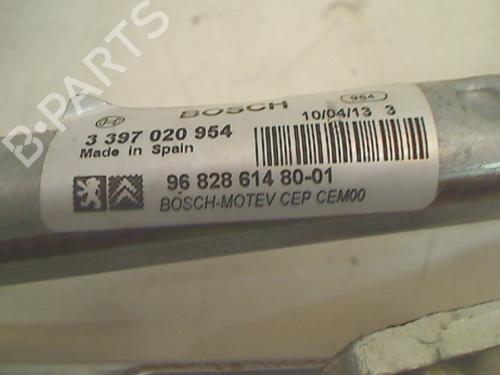 B-PARTS
BOSCH
954
3 397 020 954
10/04/13 3
Made in Spain
96 828 614 80-01
BOSCH-MOTEV CEP CEM00